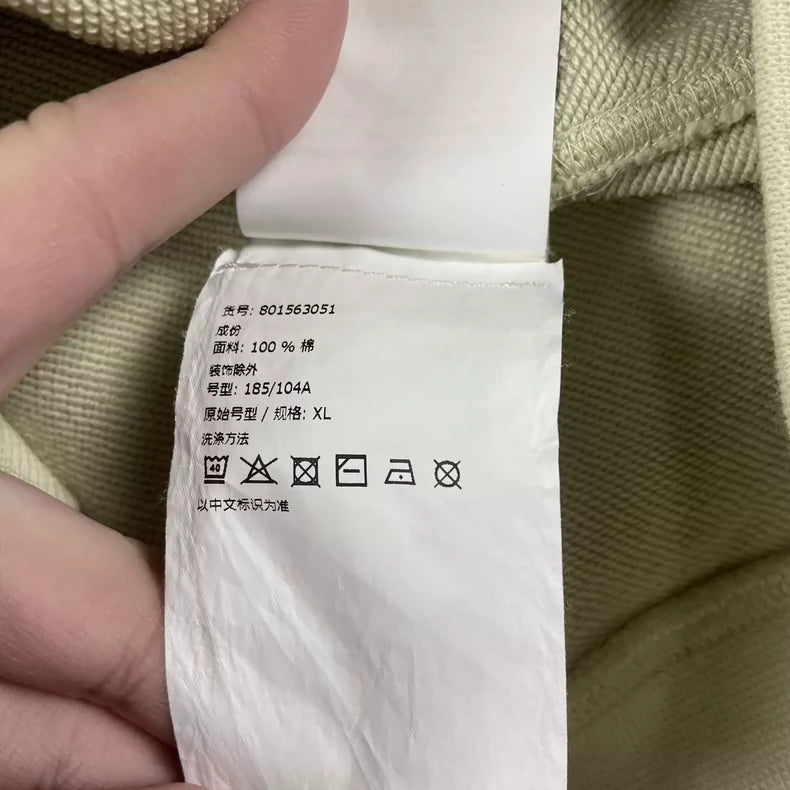 货号: 801563051
成份
面料: 100 % 棉
装饰除外
号型: 185/104A
原始号型 / 规格: XL
洗涤方法
40
以中文标识为准